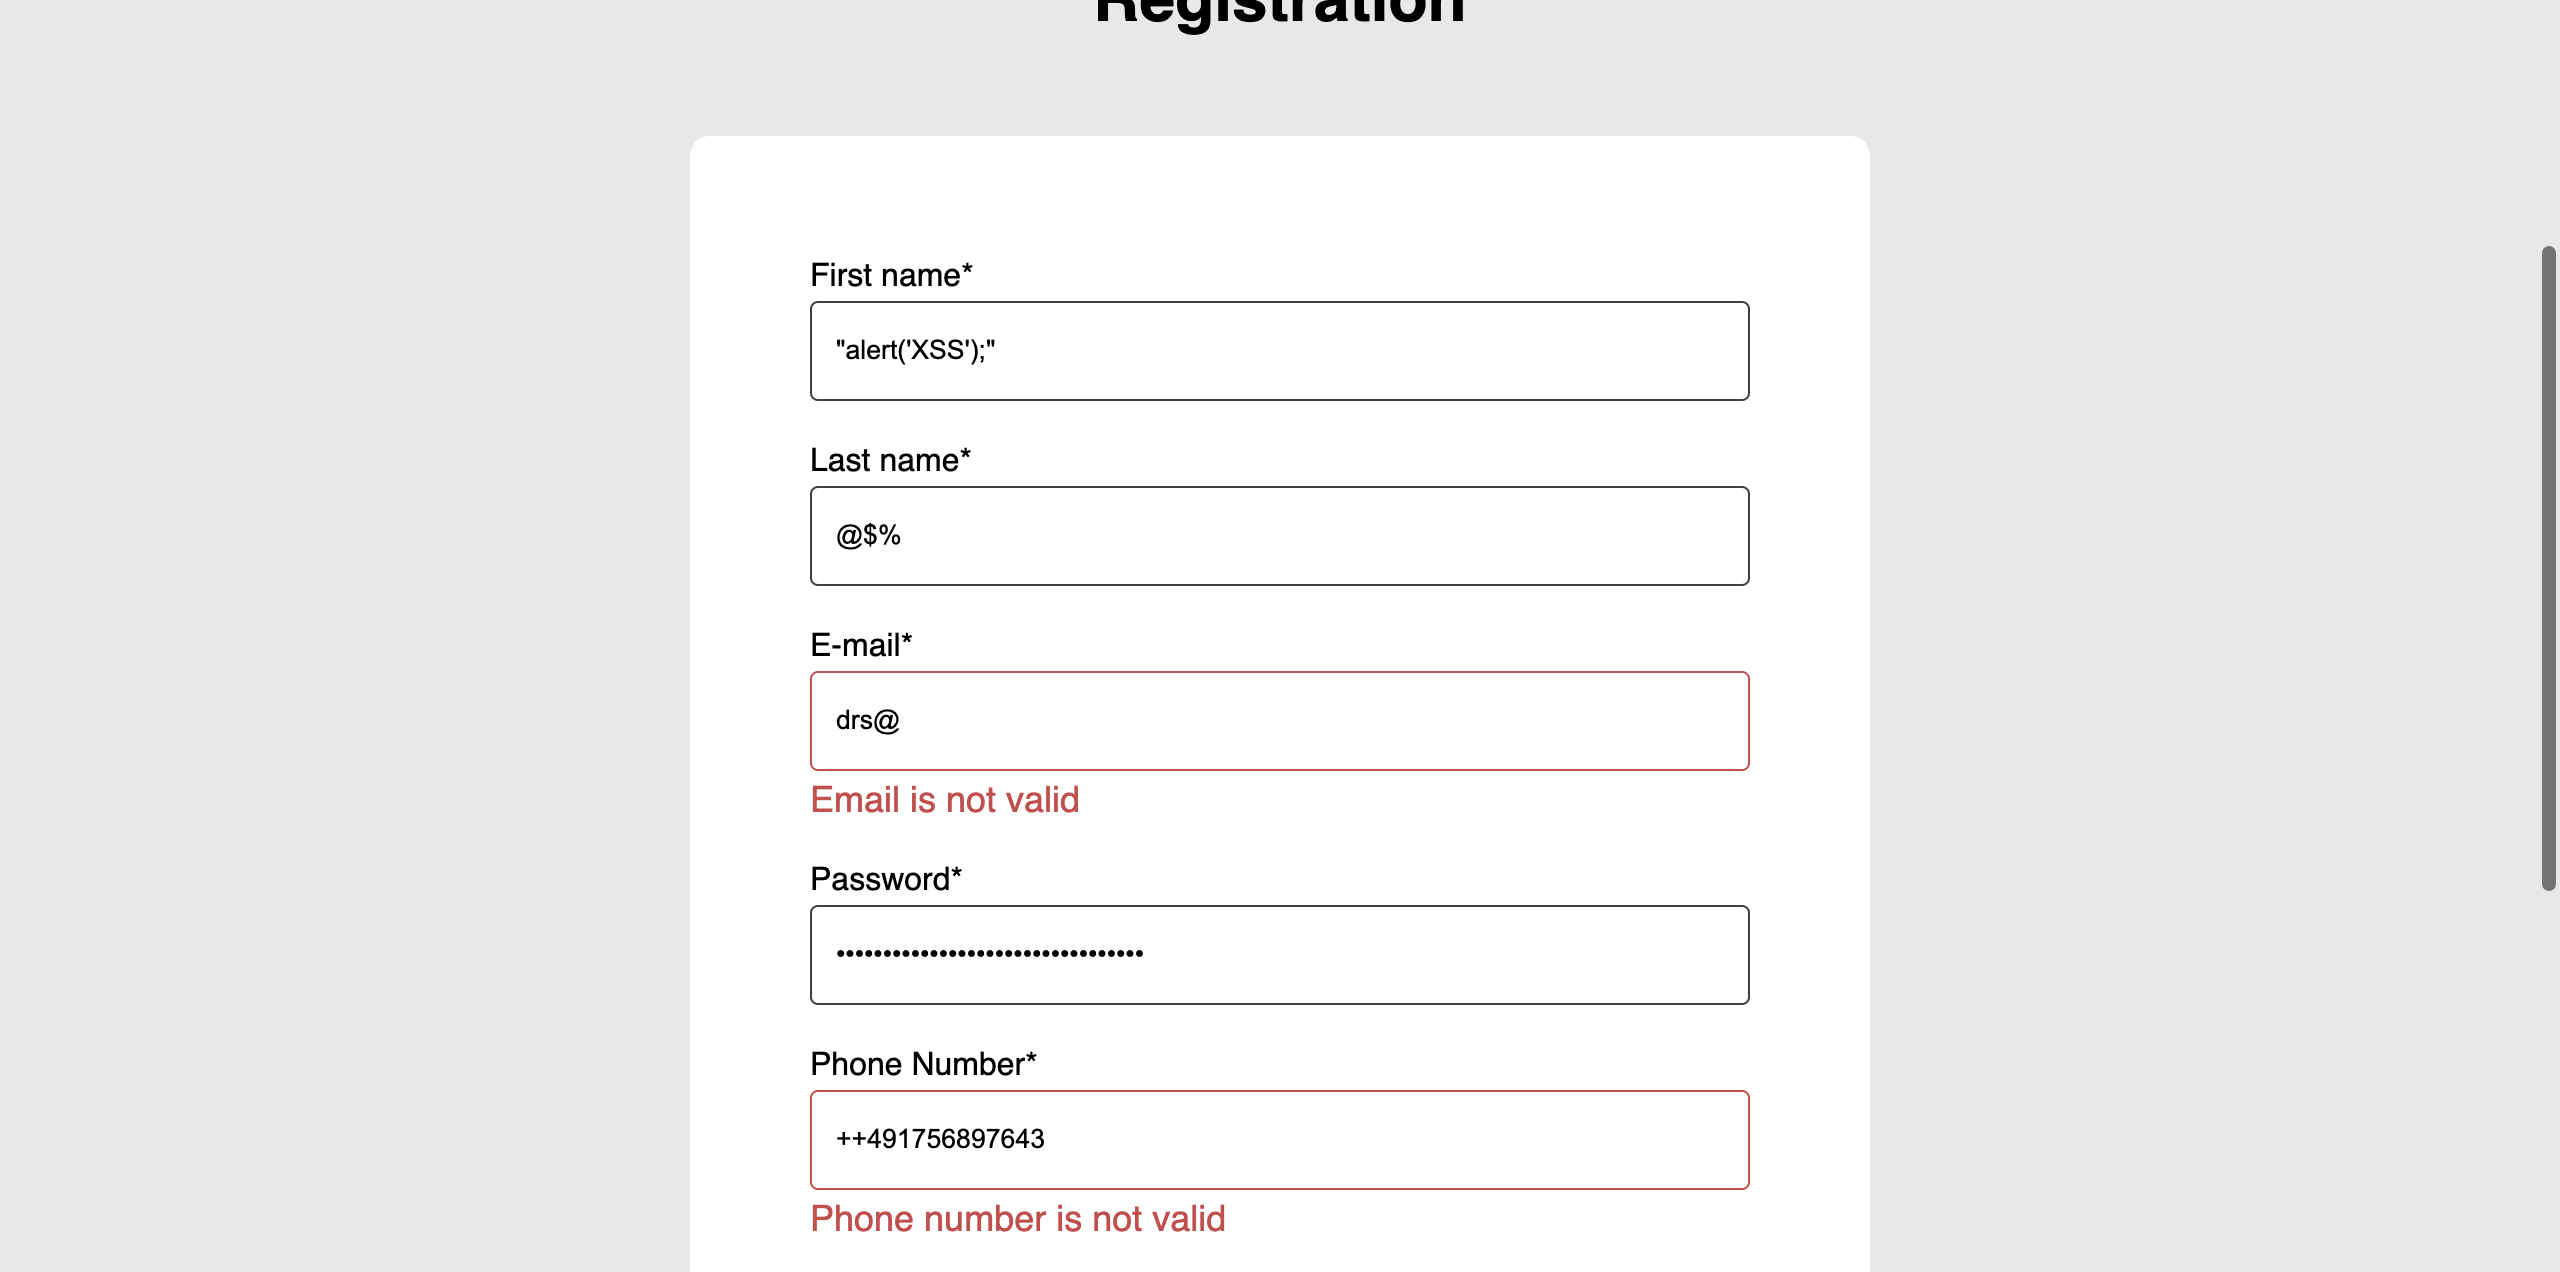 Registration
First name*
"alert('XSS');"
Last name*
@$%
E-mail*
drs@
Email is not valid
Password*
•••••••••••••••••••••••••••••••••
Phone Number*
++491756897643
Phone number is not valid